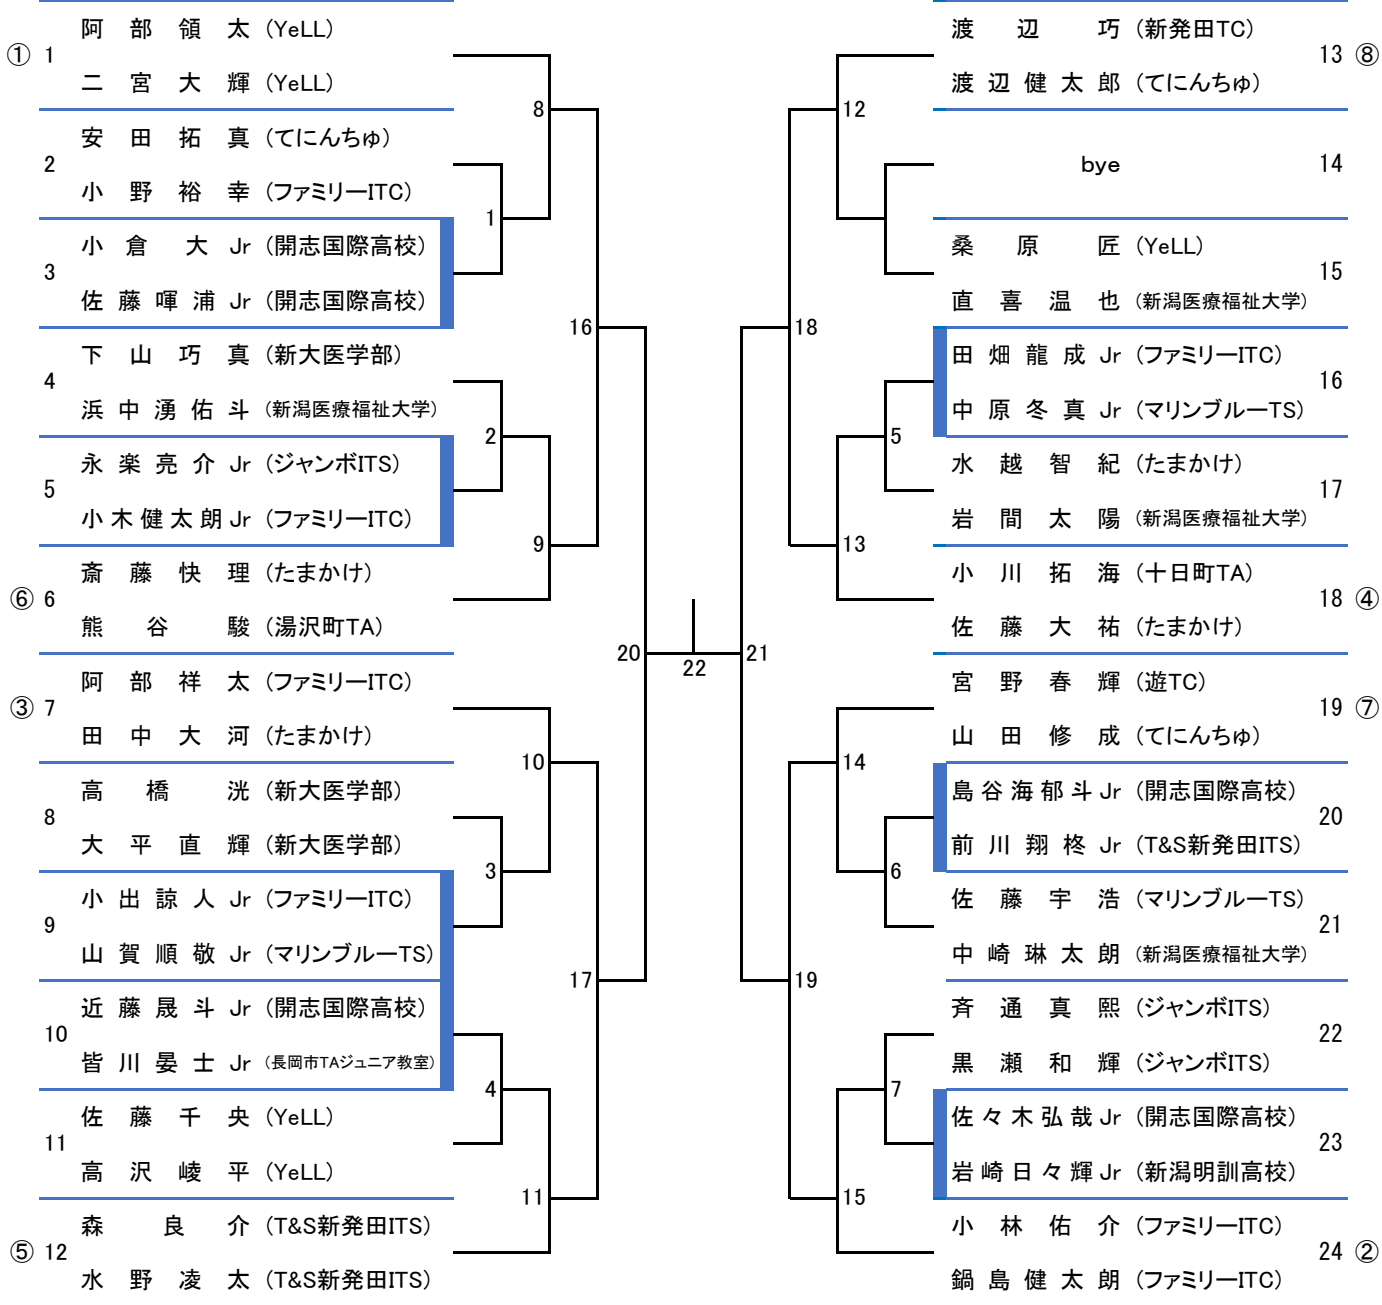 阿部領太 (YeLL)
① 1
二宮大輝 (YeLL)
安田拓真 (てにんちゅ)
2
小野裕幸 (ファミリーITC)
小倉大 Jr (開志国際高校)
3
佐藤暉浦 Jr (開志国際高校)
下山巧真 (新大医学部)
4
浜中湧佑斗 (新潟医療福祉大学)
永楽亮介 Jr (ジャンボITS)
5
小木健太朗 Jr (ファミリーITC)
斎藤快理 (たまかけ)
⑥ 6
熊谷駿 (湯沢町TA)
阿部祥太 (ファミリーITC)
③ 7
田中大河 (たまかけ)
高橋洸 (新大医学部)
8
大平直輝 (新大医学部)
小出諒人 Jr (ファミリーITC)
9
山賀順敬 Jr (マリンブルーTS)
近藤晟斗 Jr (開志国際高校)
10
皆川晏士 Jr (長岡市TAジュニア教室)
佐藤千央 (YeLL)
11
高沢崚平 (YeLL)
森良介 (T&S新発田ITS)
⑤ 12
水野凌太 (T&S新発田ITS)
8
1
16
2
9
20
10
3
17
4
11
22
12
18
5
13
21
14
6
19
7
15
渡辺巧 (新発田TC)
13 ⑧
渡辺健太郎 (てにんちゅ)
bye 14
桑原匠 (YeLL)
15
直喜温也 (新潟医療福祉大学)
田畑龍成 Jr (ファミリーITC)
16
中原冬真 Jr (マリンブルーTS)
水越智紀 (たまかけ)
17
岩間太陽 (新潟医療福祉大学)
小川拓海 (十日町TA)
18 ④
佐藤大祐 (たまかけ)
宮野春輝 (遊TC)
19 ⑦
山田修成 (てにんちゅ)
島谷海郁斗 Jr (開志国際高校)
20
前川翔柊 Jr (T&S新発田ITS)
佐藤宇浩 (マリンブルーTS)
21
中崎琳太朗 (新潟医療福祉大学)
斉通真熙 (ジャンボITS)
22
黒瀬和輝 (ジャンボITS)
佐々木弘哉 Jr (開志国際高校)
23
岩崎日々輝 Jr (新潟明訓高校)
小林佑介 (ファミリーITC)
24 ②
鍋島健太朗 (ファミリーITC)